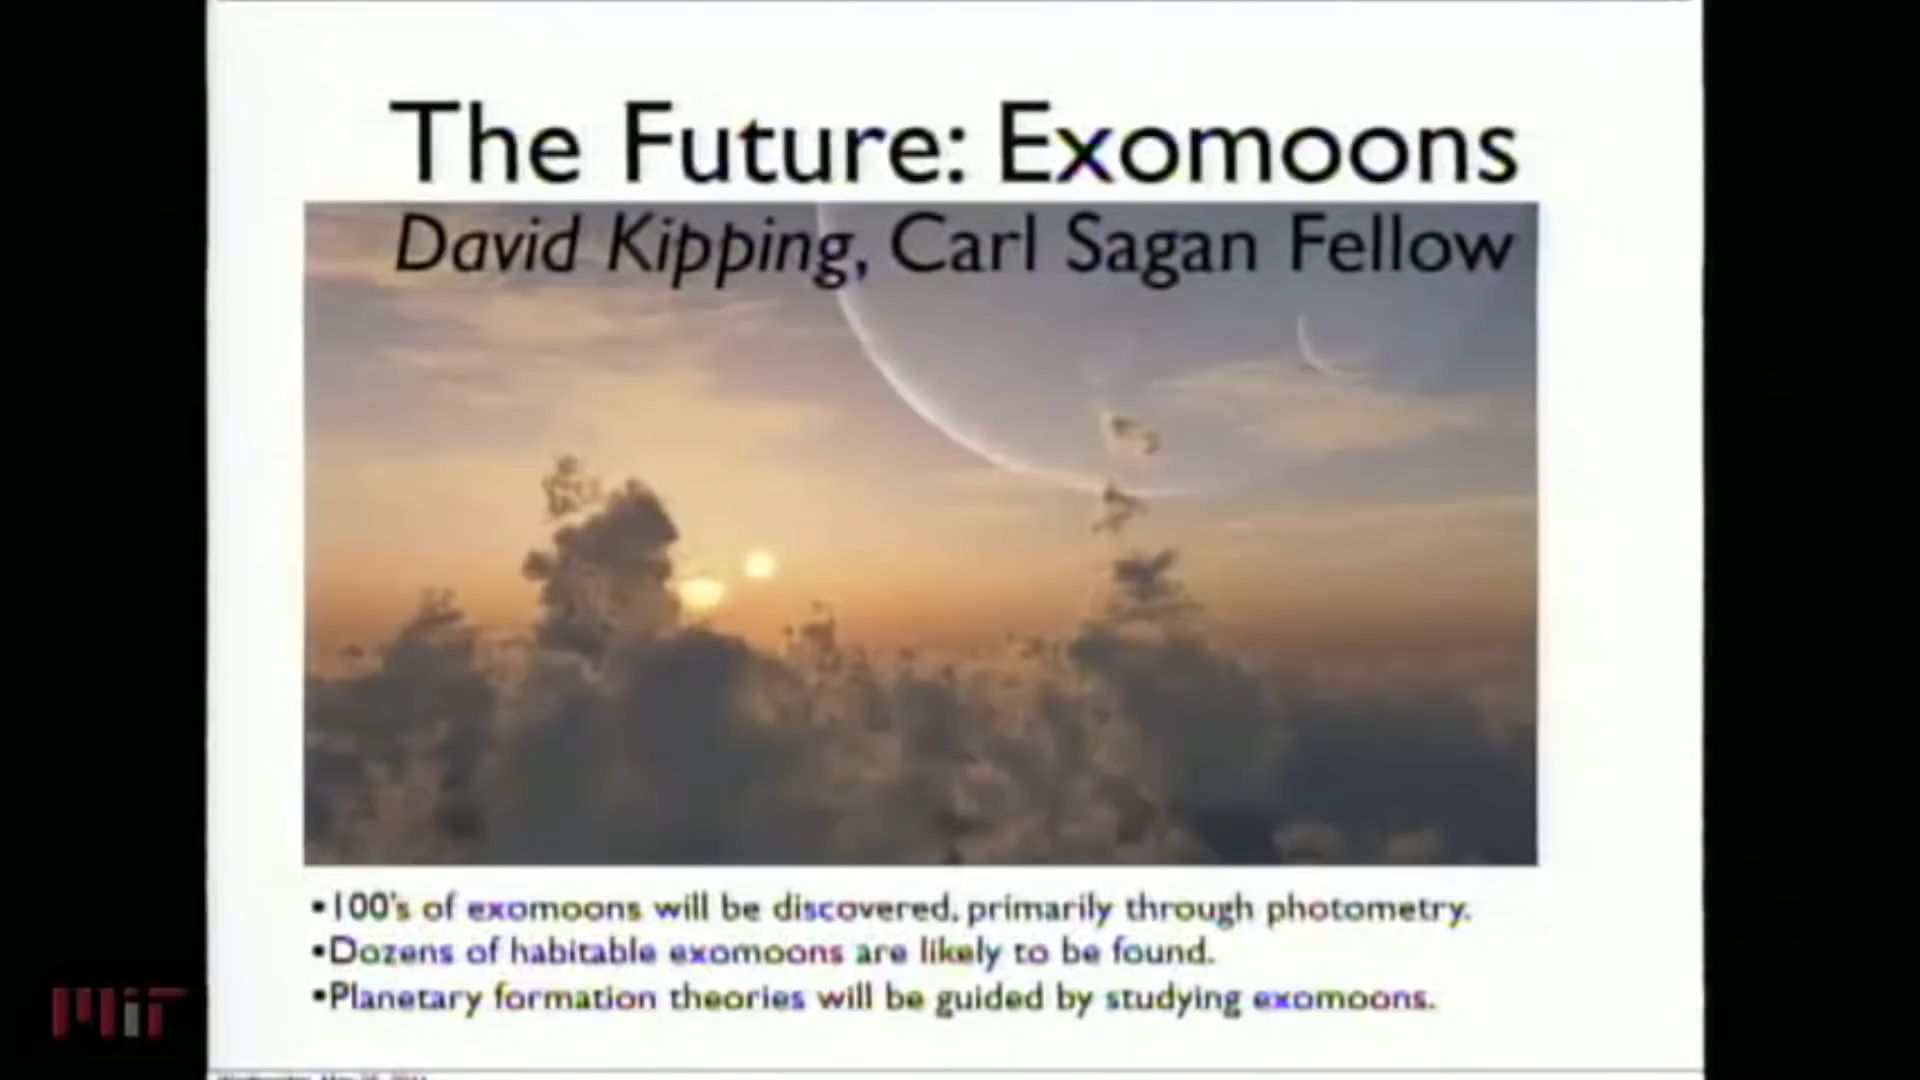 The Future: Exomoons
David Kipping, Carl Sagan Fellow
•100's of exomoons will be discovered, primarily through photometry.
•Dozens of habitable exomoons are likely to be found.
•Planetary formation theories will be guided by studying exomoons.
MIT